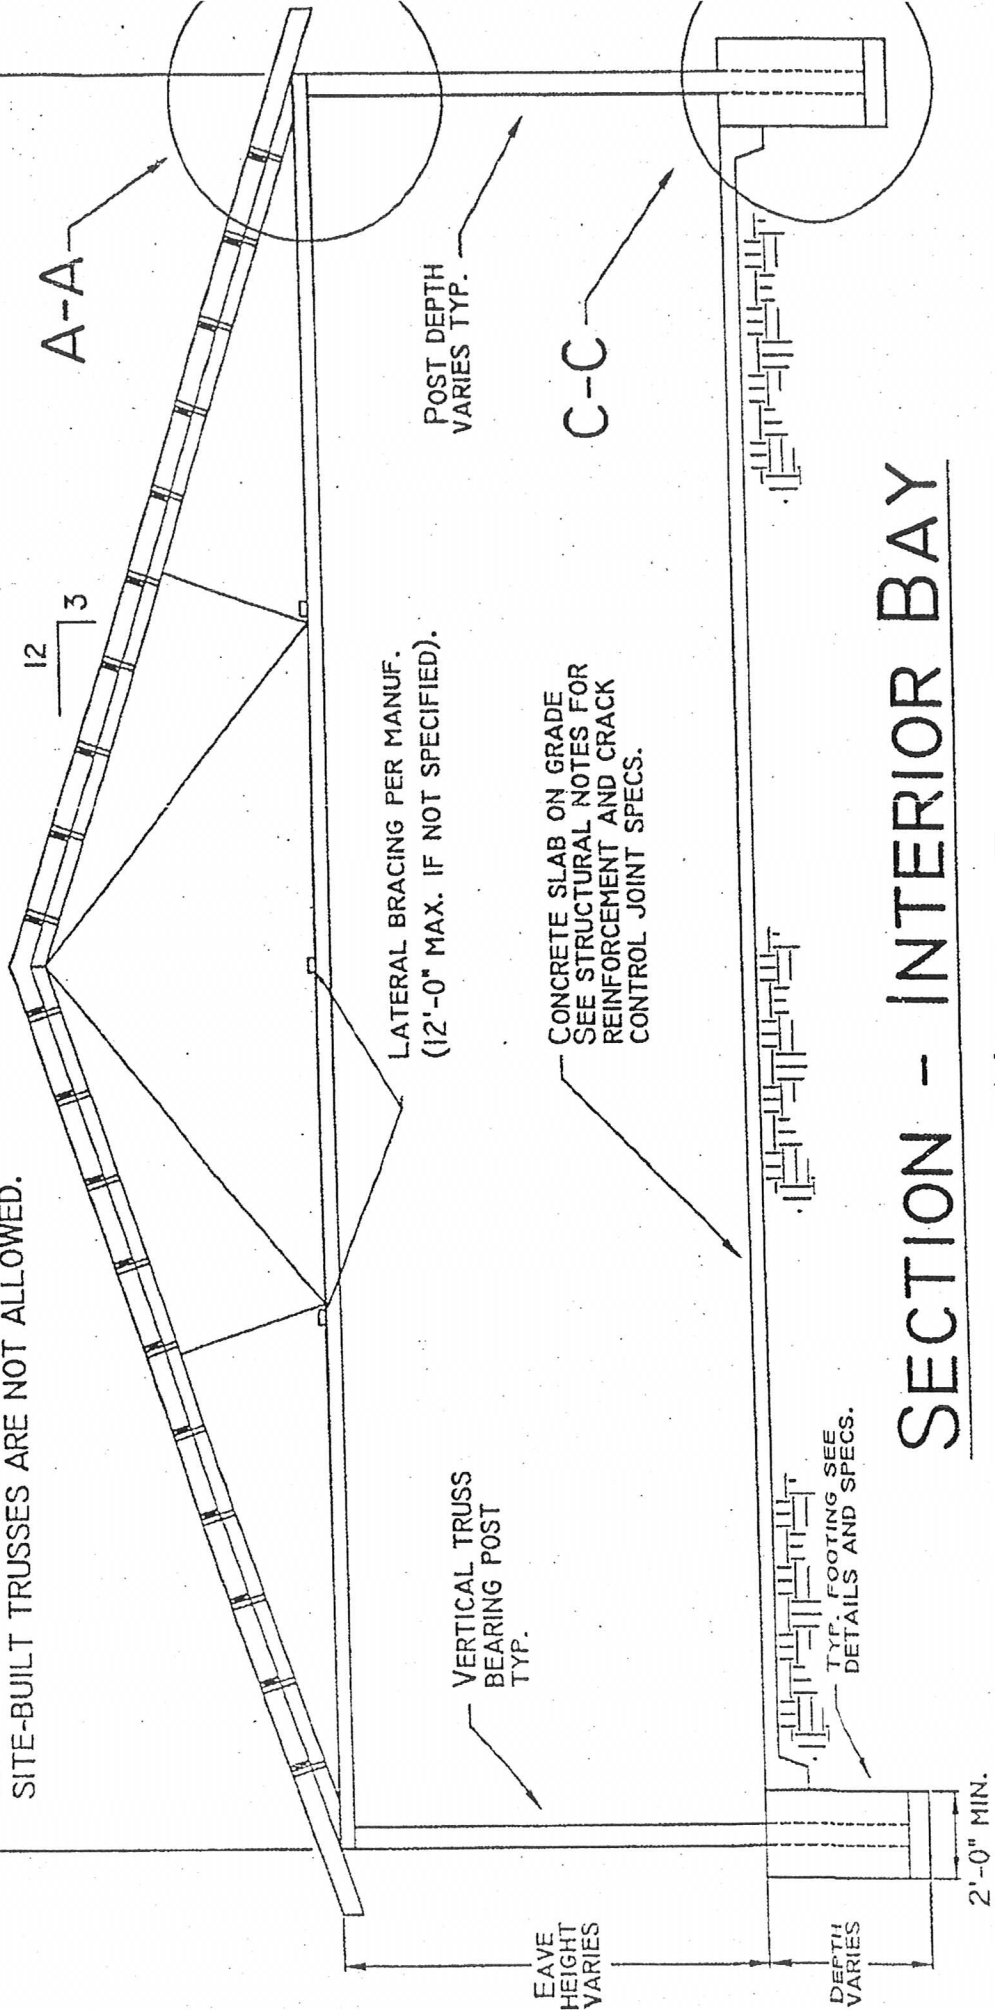 SITE-BUILT TRUSSES ARE NOT ALLOWED.
12
3
A-A
LATERAL BRACING PER MANUF.
(12'-0" MAX. IF NOT SPECIFIED).
POST DEPTH
VARIES TYP.
VERTICAL TRUSS
BEARING POST
TYP.
CONCRETE SLAB ON GRADE
SEE STRUCTURAL NOTES FOR
REINFORCEMENT AND CRACK
CONTROL JOINT SPECS.
C-C
EAVE
HEIGHT
VARIES
DEPTH
VARIES
TYP. FOOTING SEE
DETAILS AND SPECS.
2'-0" MIN.
SECTION - INTERIOR BAY